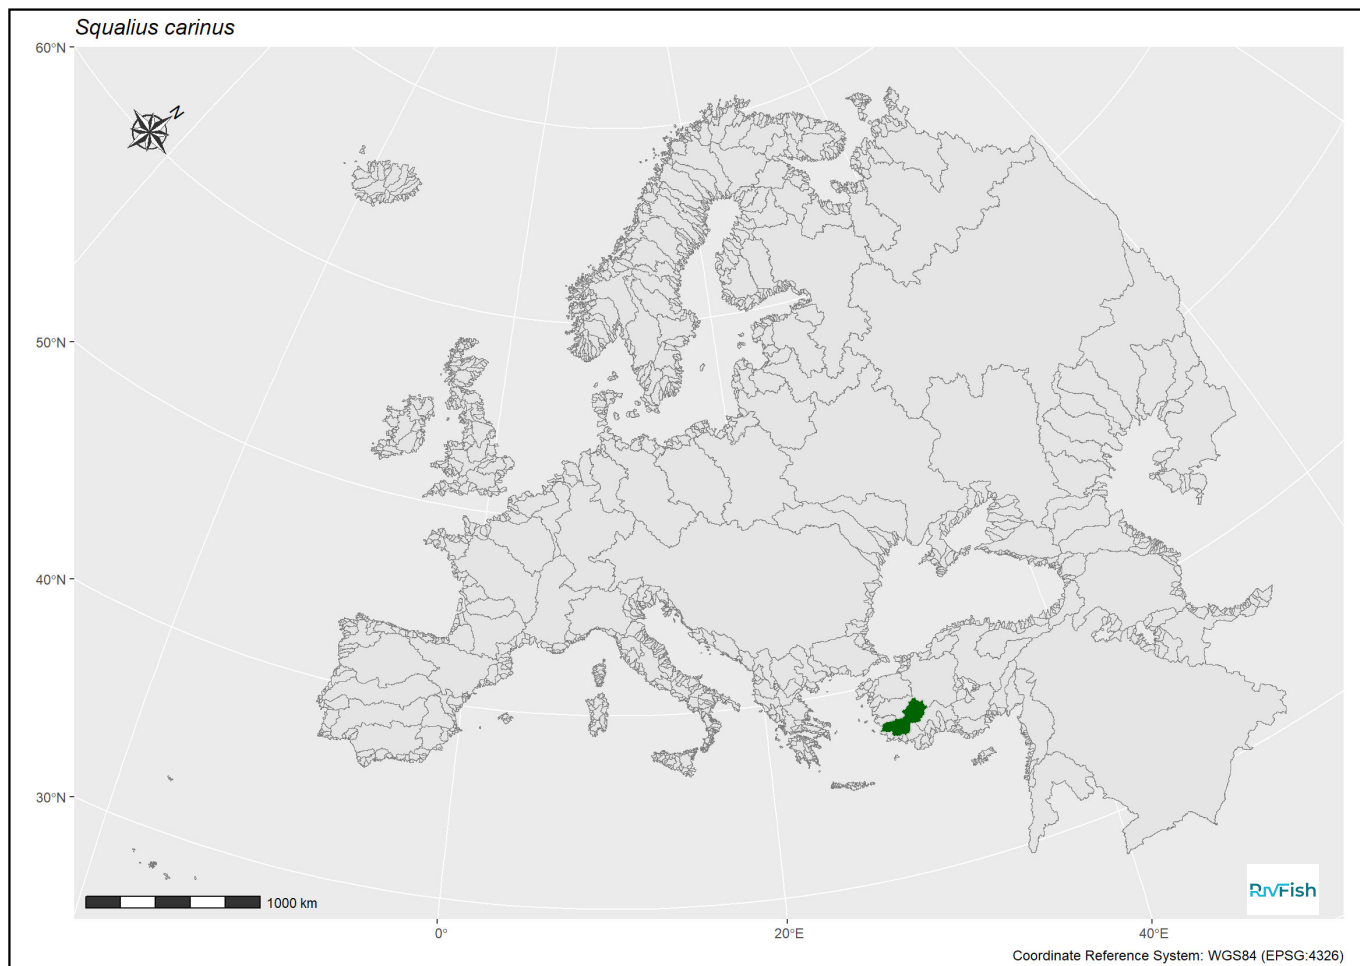 Squalius carinus
60°N
N
50°N
40°N
30°N
1000 km
RIVFish
0°
20°E
40°E
Coordinate Reference System: WGS84 (EPSG:4326)